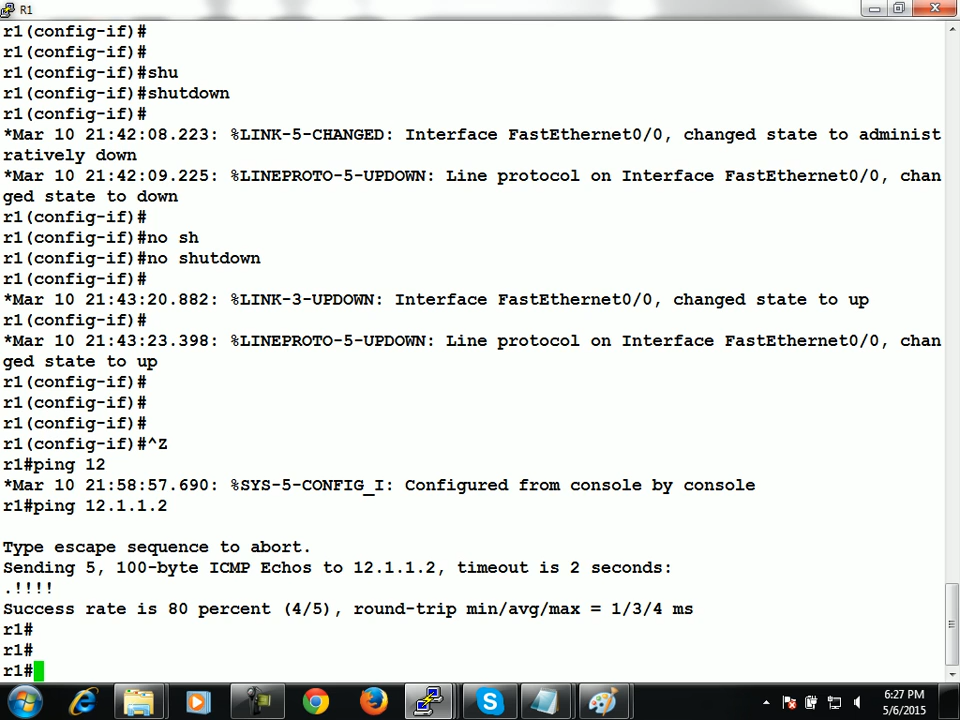 R1
r1(config-if)#
r1(config-if)#
r1(config-if)#shu
r1(config-if)#shutdown
r1(config-if)#
*Mar 10 21:42:08.223: %LINK-5-CHANGED: Interface FastEthernet0/0, changed state to administ
ratively down
*Mar 10 21:42:09.225: %LINEPROTO-5-UPDOWN: Line protocol on Interface FastEthernet0/0, chan
ged state to down
r1(config-if)#
r1(config-if)#no sh
r1(config-if)#no shutdown
r1(config-if)#
*Mar 10 21:43:20.882: %LINK-3-UPDOWN: Interface FastEthernet0/0, changed state to up
r1(config-if)#
*Mar 10 21:43:23.398: %LINEPROTO-5-UPDOWN: Line protocol on Interface FastEthernet0/0, chan
ged state to up
r1(config-if)#
r1(config-if)#
r1(config-if)#
r1(config-if)#^Z
r1#ping 12
*Mar 10 21:58:57.690: %SYS-5-CONFIG_I: Configured from console by console
r1#ping 12.1.1.2
Type escape sequence to abort.
Sending 5, 100-byte ICMP Echos to 12.1.1.2, timeout is 2 seconds:
.!!!!
Success rate is 80 percent (4/5), round-trip min/avg/max = 1/3/4 ms
r1#
r1#
r1#
6:27 PM
5/6/2015